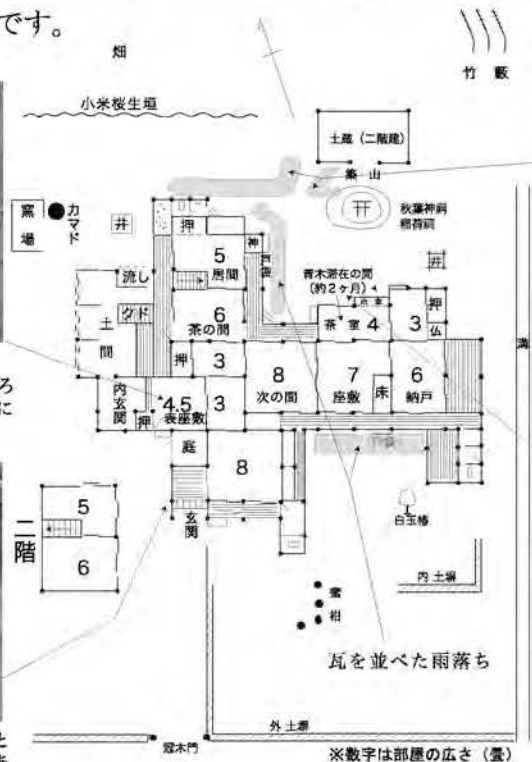 です。
畑
竹藪
小米桜生垣
土蔵（二階建）
築山
秋葉神祠
稲荷祠
窯場
カマド
井
押
神
戸袋
5
居間
青木滞在の間
（約2ヶ月）
井
流し
クド
土間
6
茶の間
茶室
4
3
押
仏
溝
押
3
8
次の間
7
座敷
床
6
納戸
ろ
に
内玄関
押
4.5
表座敷
3
庭
8
玄関
白玉椿
二階
5
6
蜜柑
内土塀
瓦を並べた雨落ち
外土塀
冠木門
と
※数字は部屋の広さ（畳）